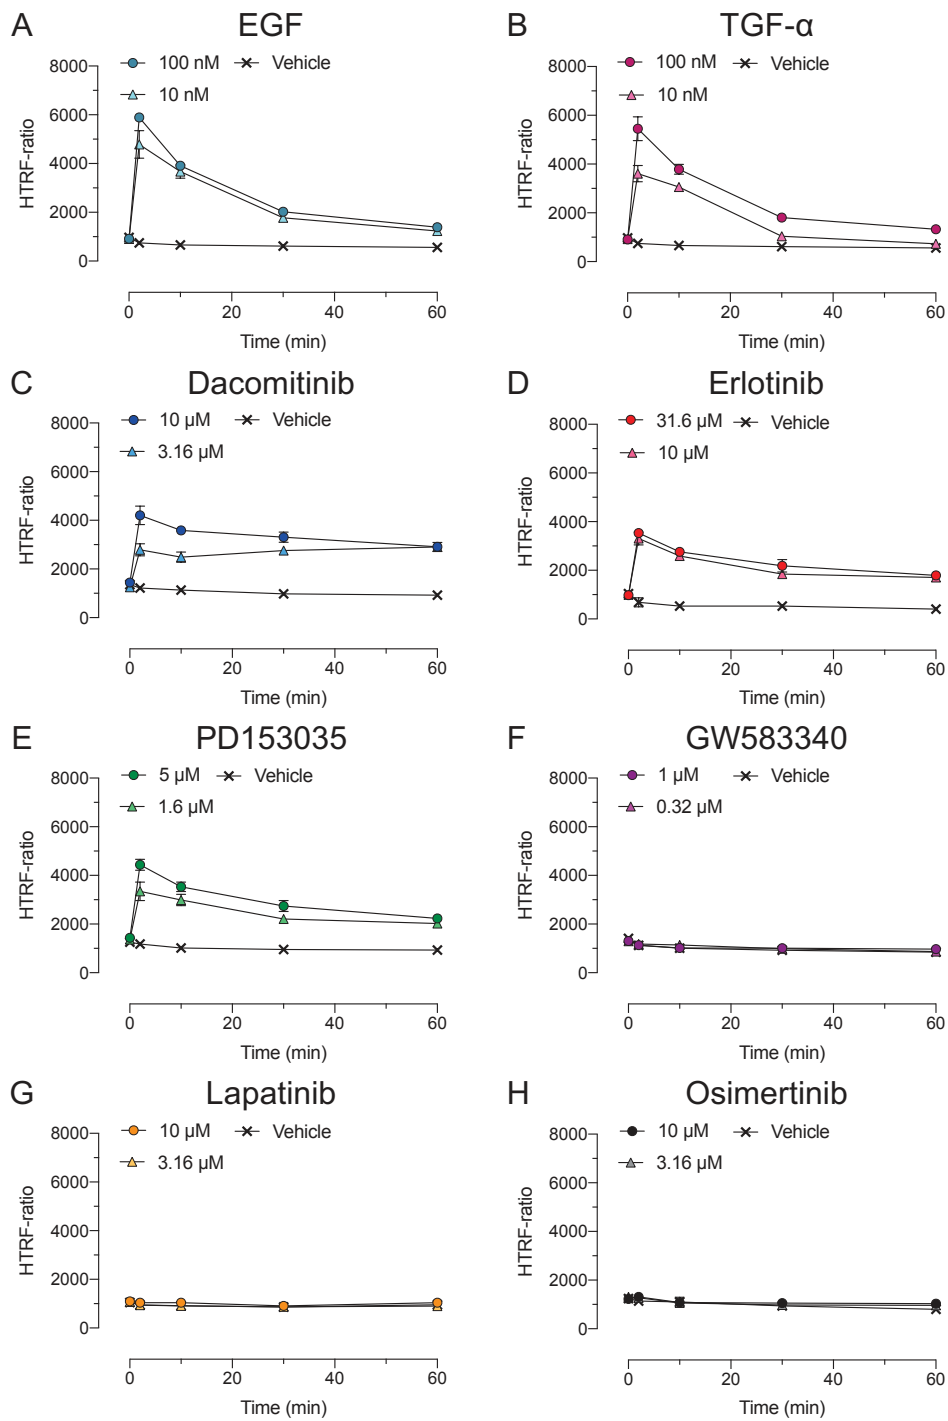 A EGF
100 nM Vehicle
10 nM
8000
6000
4000
2000
0
HTRF-ratio
0 20 40 60
Time (min)
B TGF-α
100 nM Vehicle
10 nM
8000
6000
4000
2000
0
HTRF-ratio
0 20 40 60
Time (min)
C Dacomitinib
10 µM Vehicle
3.16 µM
8000
6000
4000
2000
0
HTRF-ratio
0 20 40 60
Time (min)
D Erlotinib
31.6 µM Vehicle
10 µM
8000
6000
4000
2000
0
HTRF-ratio
0 20 40 60
Time (min)
E PD153035
5 µM Vehicle
1.6 µM
8000
6000
4000
2000
0
HTRF-ratio
0 20 40 60
Time (min)
F GW583340
1 µM Vehicle
0.32 µM
8000
6000
4000
2000
0
HTRF-ratio
0 20 40 60
Time (min)
G Lapatinib
10 µM Vehicle
3.16 µM
8000
6000
4000
2000
0
HTRF-ratio
0 20 40 60
Time (min)
H Osimertinib
10 µM Vehicle
3.16 µM
8000
6000
4000
2000
0
HTRF-ratio
0 20 40 60
Time (min)